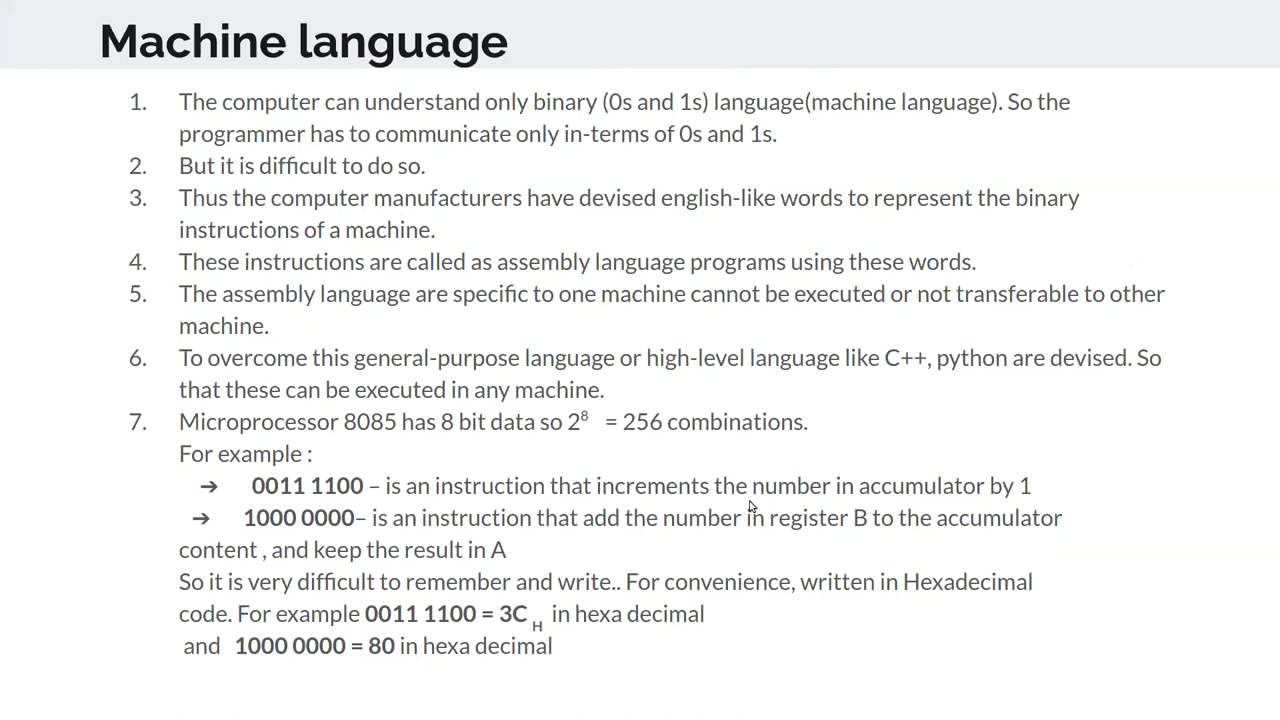 Machine language
1. The computer can understand only binary (0s and 1s) language(machine language). So the
programmer has to communicate only in-terms of 0s and 1s.
2. But it is difficult to do so.
3. Thus the computer manufacturers have devised english-like words to represent the binary
instructions of a machine.
4. These instructions are called as assembly language programs using these words.
5. The assembly language are specific to one machine cannot be executed or not transferable to other
machine.
6. To overcome this general-purpose language or high-level language like C++, python are devised. So
that these can be executed in any machine.
7. Microprocessor 8085 has 8 bit data so 2⁸ = 256 combinations.
For example :
➔ 0011 1100 – is an instruction that increments the number in accumulator by 1
➔ 1000 0000– is an instruction that add the number in register B to the accumulator
content , and keep the result in A
So it is very difficult to remember and write.. For convenience, written in Hexadecimal
code. For example 0011 1100 = 3C H in hexa decimal
and 1000 0000 = 80 in hexa decimal